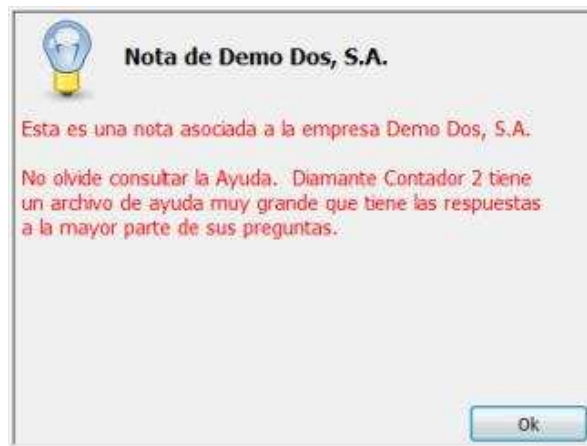 Nota de Demo Dos, S.A.
Esta es una nota asociada a la empresa Demo Dos, S.A.
No olvide consultar la Ayuda.  Diamante Contador 2 tiene
un archivo de ayuda muy grande que tiene las respuestas
a la mayor parte de sus preguntas.
Ok